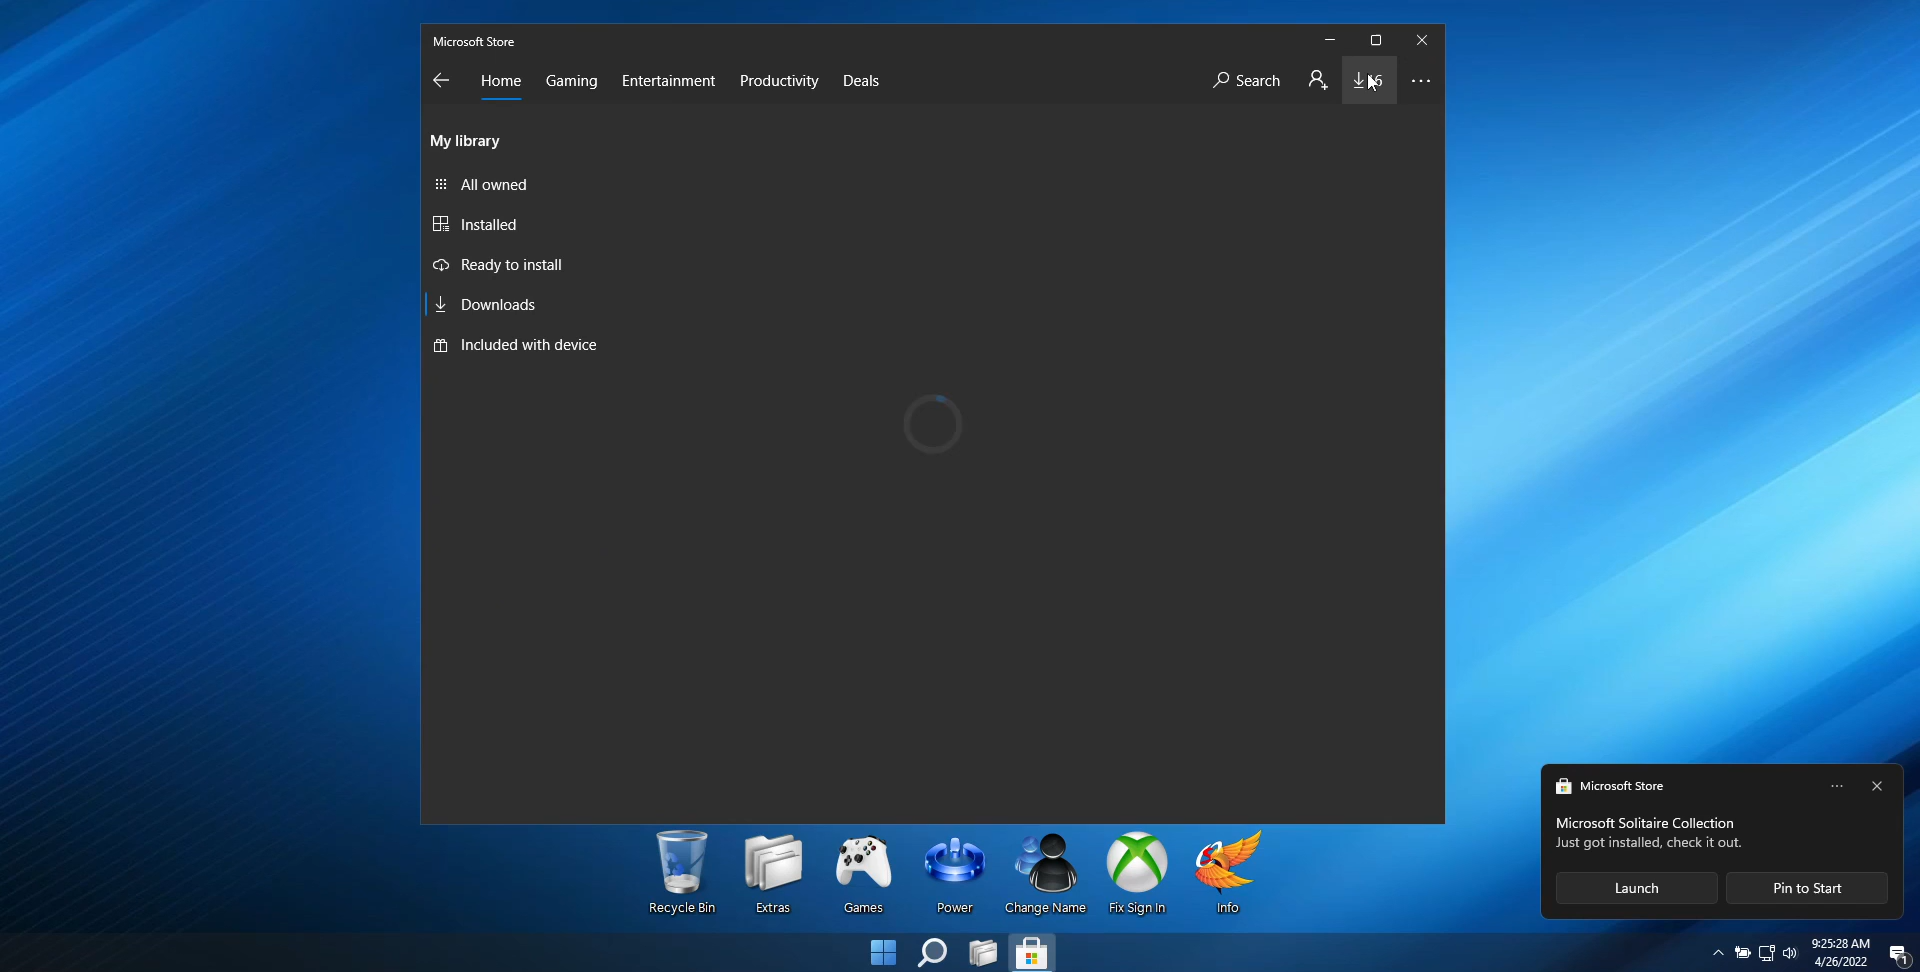 Microsoft Store
Home Gaming Entertainment Productivity Deals Search
My library
All owned
Installed
Ready to install
Downloads
Included with device
Microsoft Store
Microsoft Solitaire Collection
Just got installed, check it out.
Launch Pin to Start
Recycle Bin Extras Games Power Change Name Fix Sign In Info
9:25:28 AM
4/26/2022
1